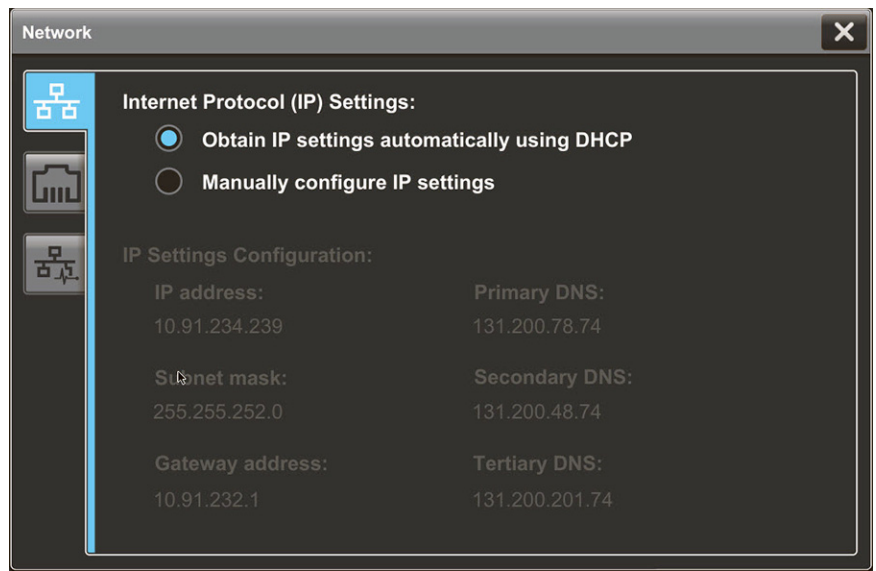 Network
Internet Protocol (IP) Settings:
Obtain IP settings automatically using DHCP
Manually configure IP settings
IP Settings Configuration:
IP address:
10.91.234.239
Subnet mask:
255.255.252.0
Gateway address:
10.91.232.1
Primary DNS:
131.200.78.74
Secondary DNS:
131.200.48.74
Tertiary DNS:
131.200.201.74